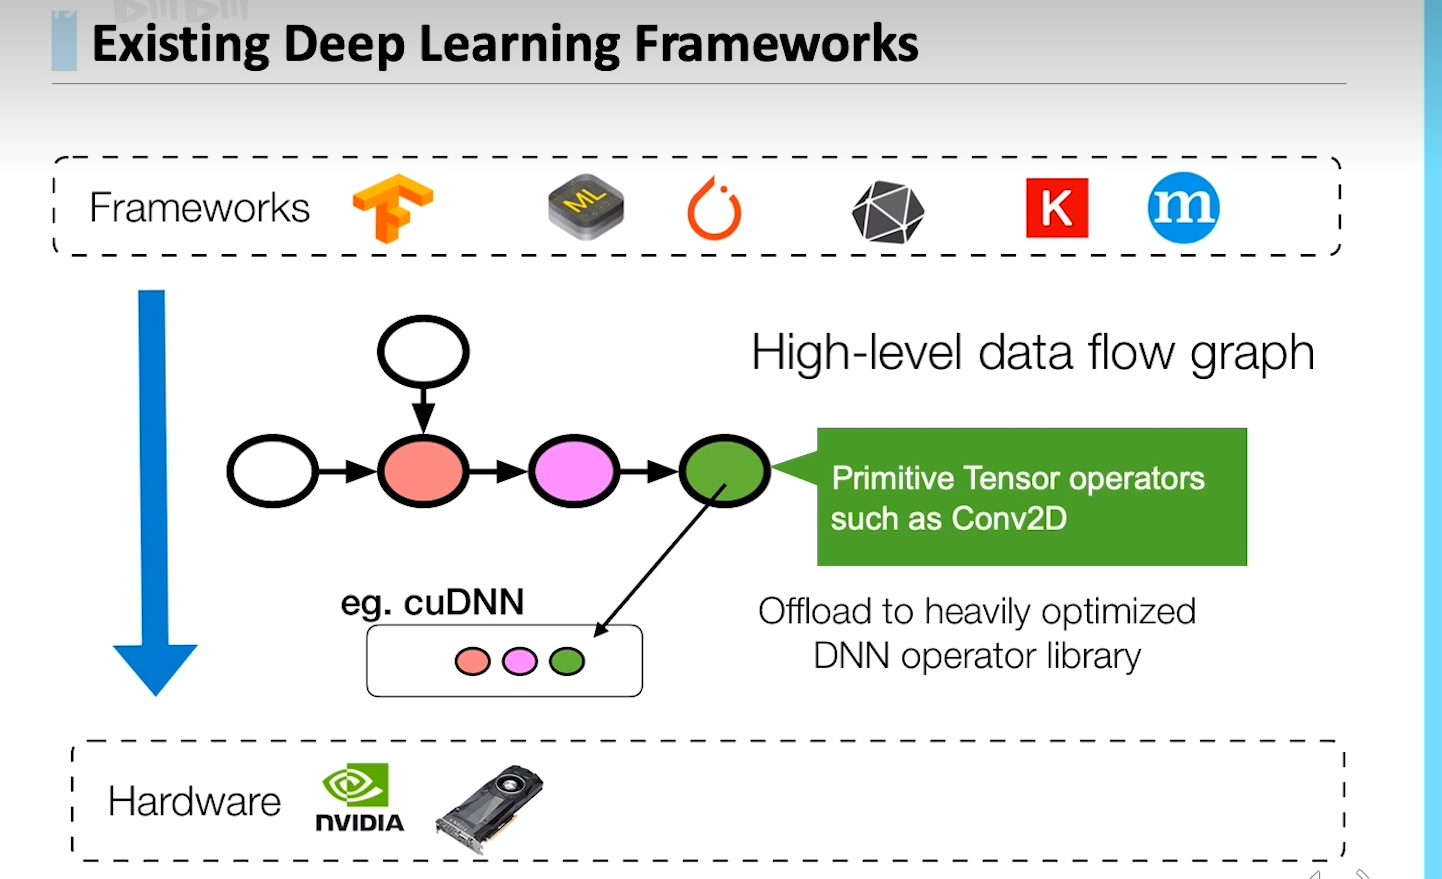 Existing Deep Learning Frameworks
Frameworks
ML
K
m
High-level data flow graph
Primitive Tensor operators
such as Conv2D
eg. cuDNN
Offload to heavily optimized
DNN operator library
Hardware
NVIDIA